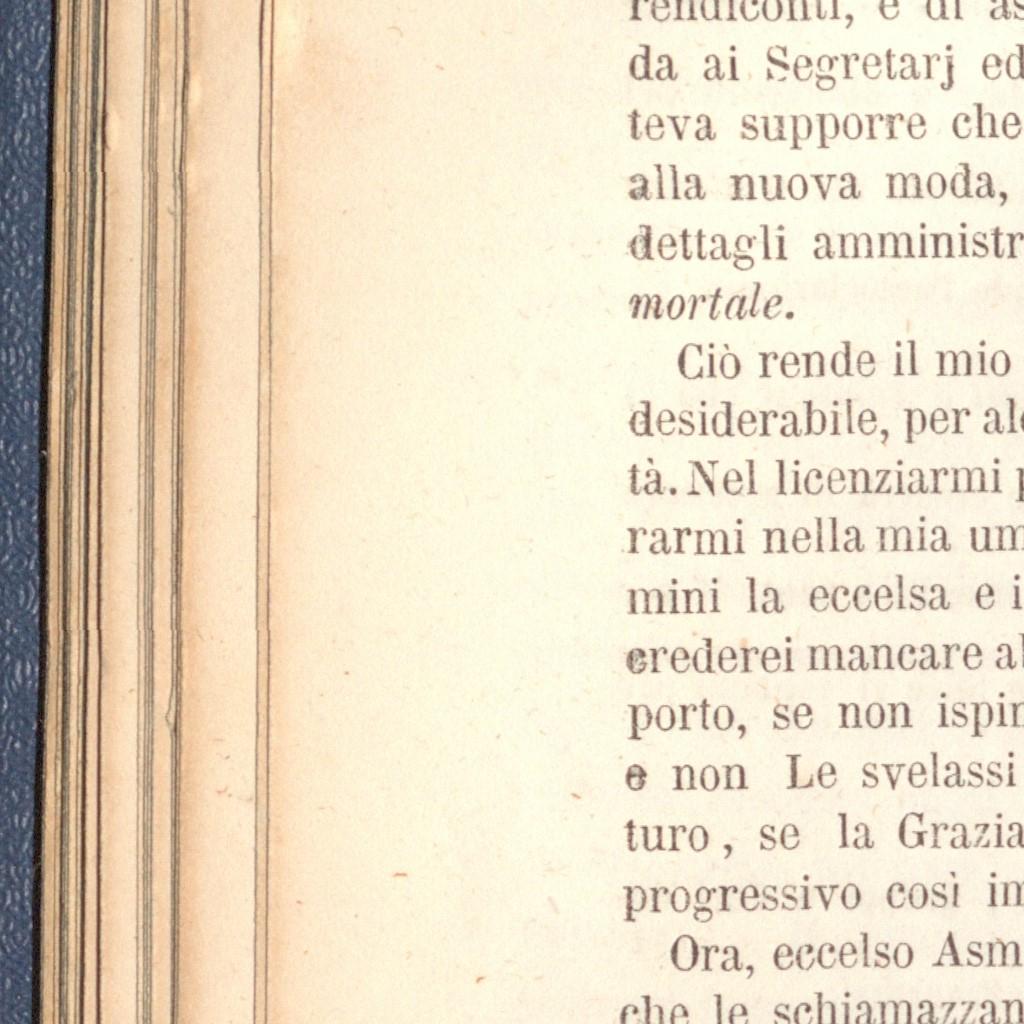 rendiconti, e di as
da ai Segretarj ed
teva supporre che
alla nuova moda,
dettagli amministr
mortale.
Ciò rende il mio
desiderabile, per alc
tà. Nel licenziarmi p
rarmi nella mia um
mini la eccelsa e i
crederei mancare al
porto, se non ispir
e non Le svelassi
turo, se la Grazia
progressivo così im
Ora, eccelso Asm
che le schiamazzan